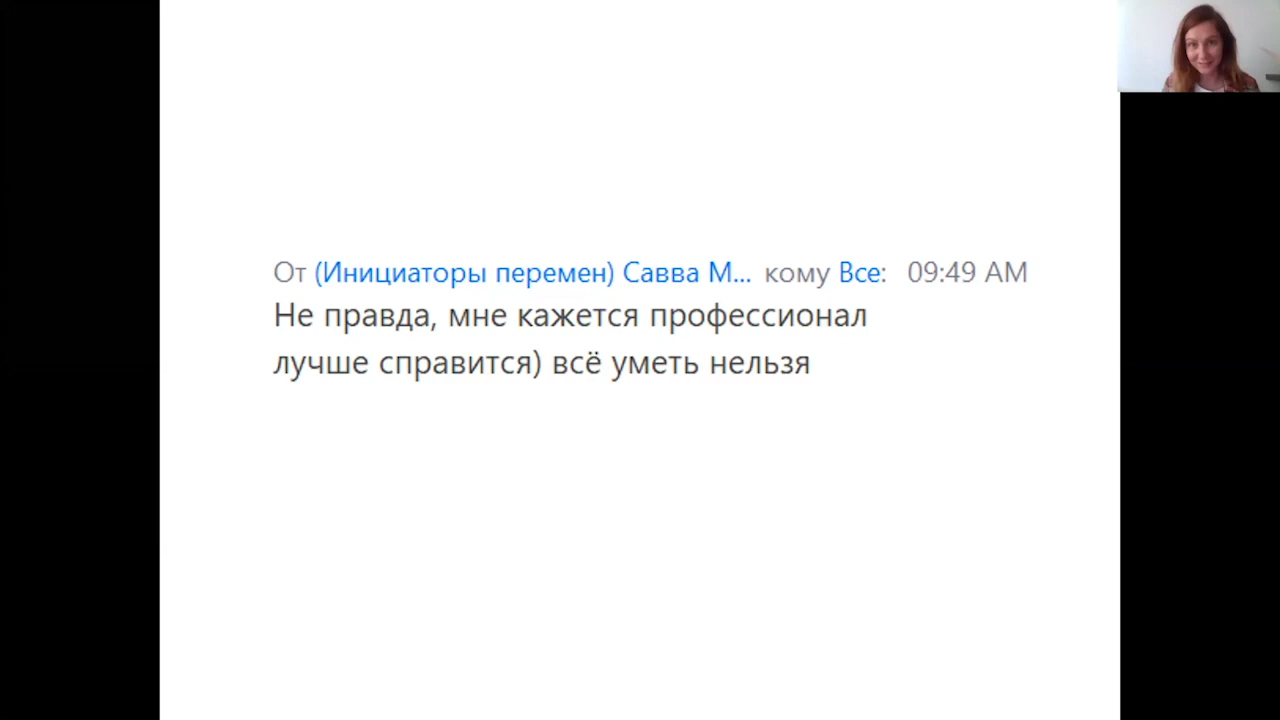 От (Инициаторы перемен) Савва М... кому Все: 09:49 AM
Не правда, мне кажется профессионал
лучше справится) всё уметь нельзя